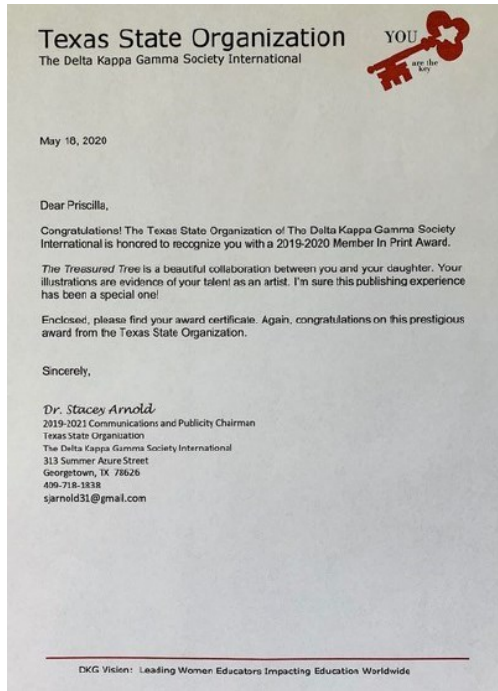 Texas State Organization
The Delta Kappa Gamma Society International
YOU
are the
key
May 18, 2020
Dear Priscilla,
Congratulations! The Texas State Organization of The Delta Kappa Gamma Society
International is honored to recognize you with a 2019-2020 Member In Print Award.
The Treasured Tree is a beautiful collaboration between you and your daughter. Your
illustrations are evidence of your talent as an artist. I'm sure this publishing experience
has been a special one!
Enclosed, please find your award certificate. Again, congratulations on this prestigious
award from the Texas State Organization.
Sincerely,
Dr. Stacey Arnold
2019-2021 Communications and Publicity Chairman
Texas State Organization
The Delta Kappa Gamma Society International
313 Summer Azure Street
Georgetown, TX 78626
409-718-1838
sjarnold31@gmail.com
DKG Vision: Leading Women Educators Impacting Education Worldwide